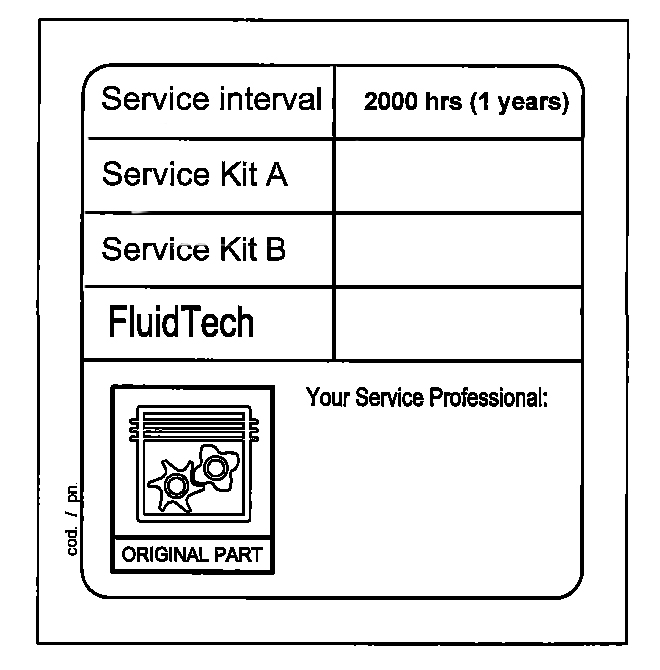 Service interval 2000 hrs (1 years)
Service Kit A
Service Kit B
FluidTech
Your Service Professional:
cod. / pn.
ORIGINAL PART